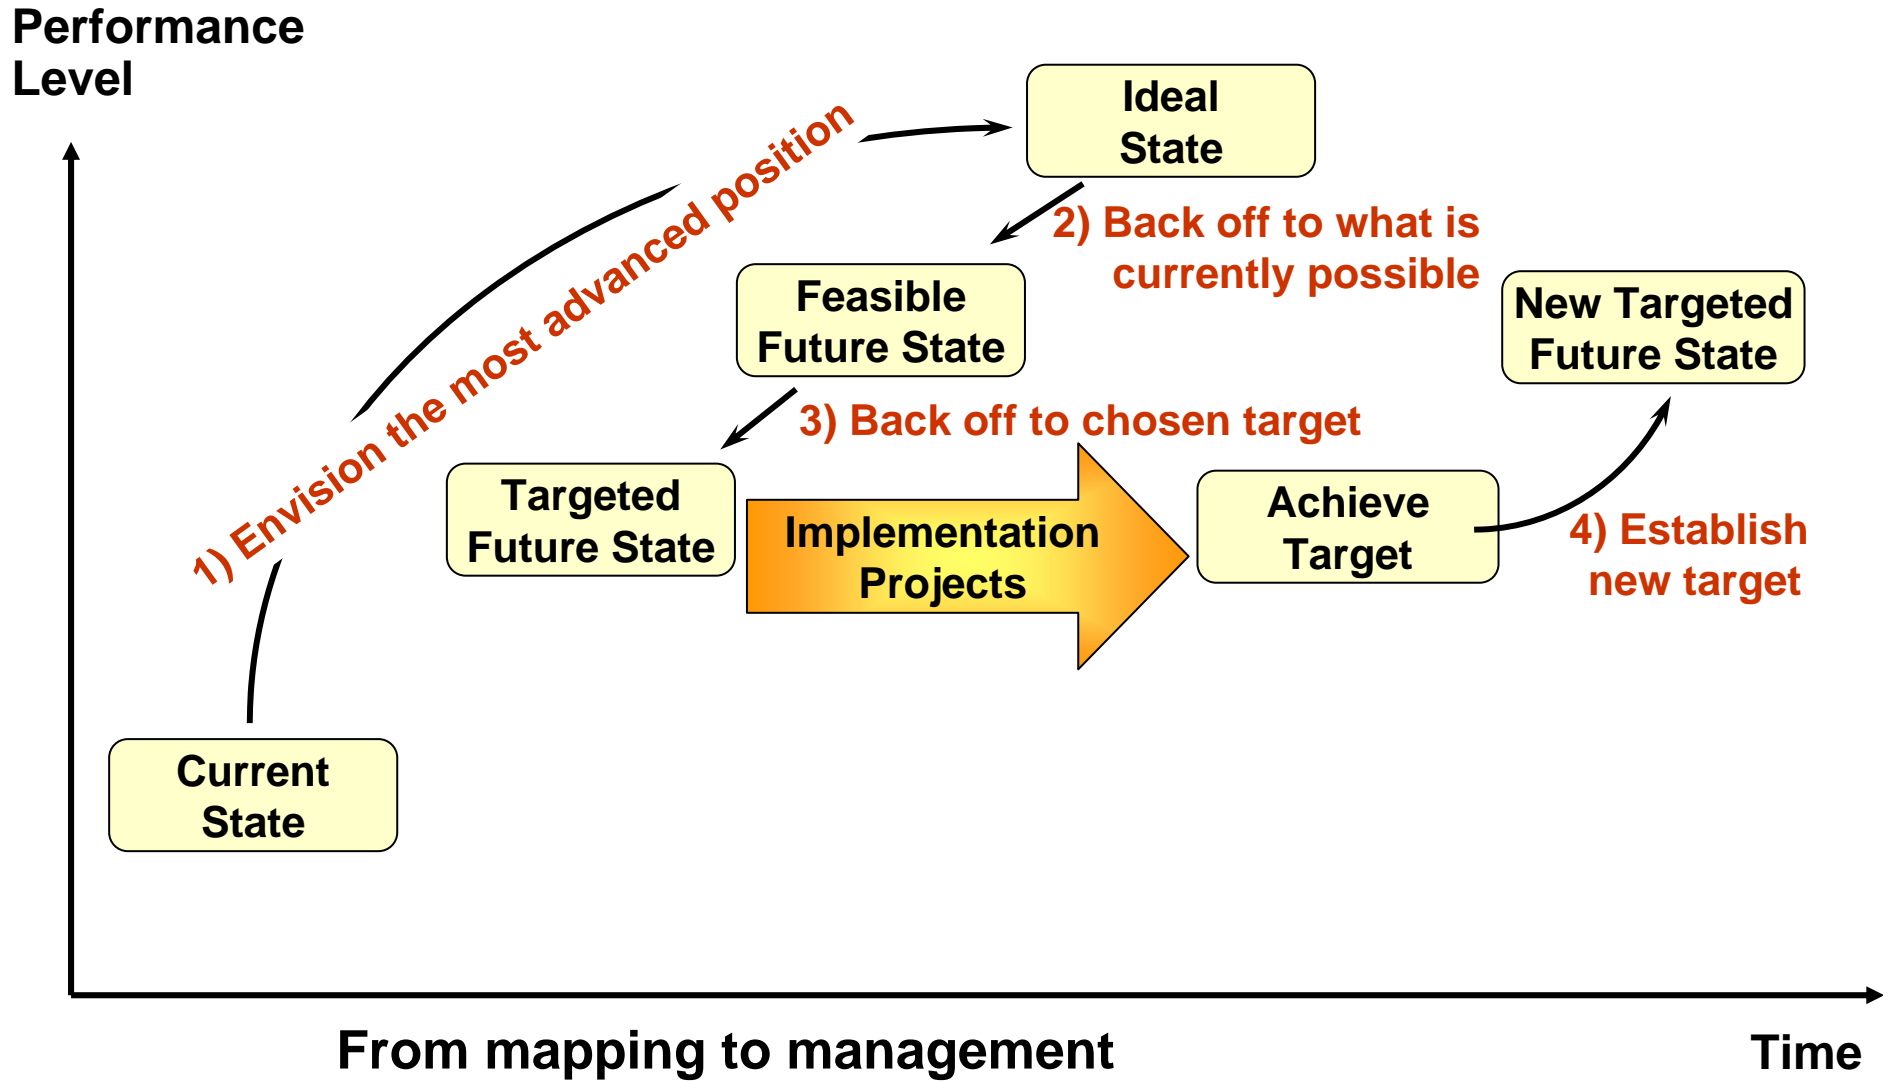 Performance
Level
Ideal
State
1) Envision the most advanced position
2) Back off to what is
currently possible
Feasible
Future State
New Targeted
Future State
3) Back off to chosen target
Targeted
Future State
Implementation
Projects
Achieve
Target
4) Establish
new target
Current
State
From mapping to management
Time